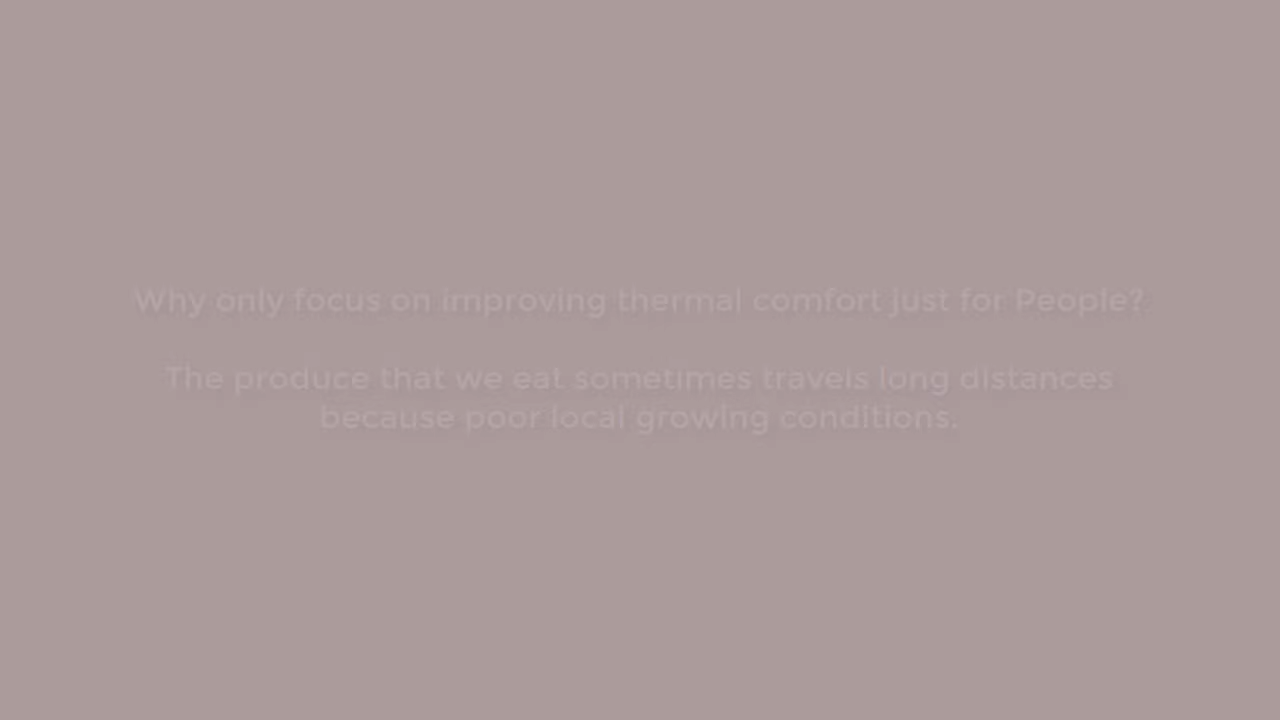 Why only focus on improving thermal comfort just for People?
The produce that we eat sometimes travels long distances
because poor local growing conditions.